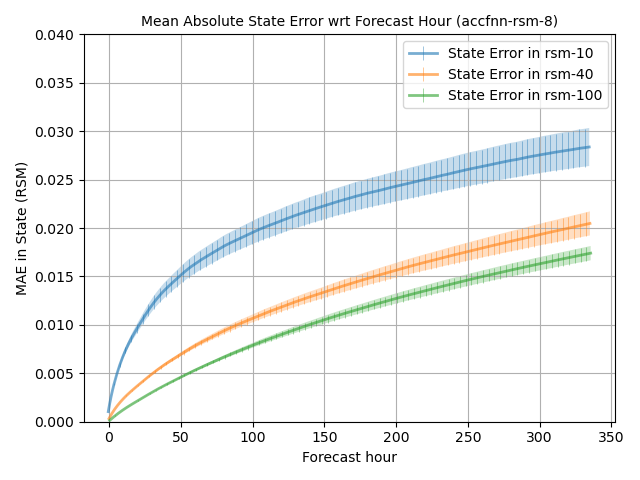 Mean Absolute State Error wrt Forecast Hour (accfnn-rsm-8)
MAE in State (RSM)
0.040
0.035
0.030
0.025
0.020
0.015
0.010
0.005
0.000
State Error in rsm-10
State Error in rsm-40
State Error in rsm-100
0 50 100 150 200 250 300 350
Forecast hour